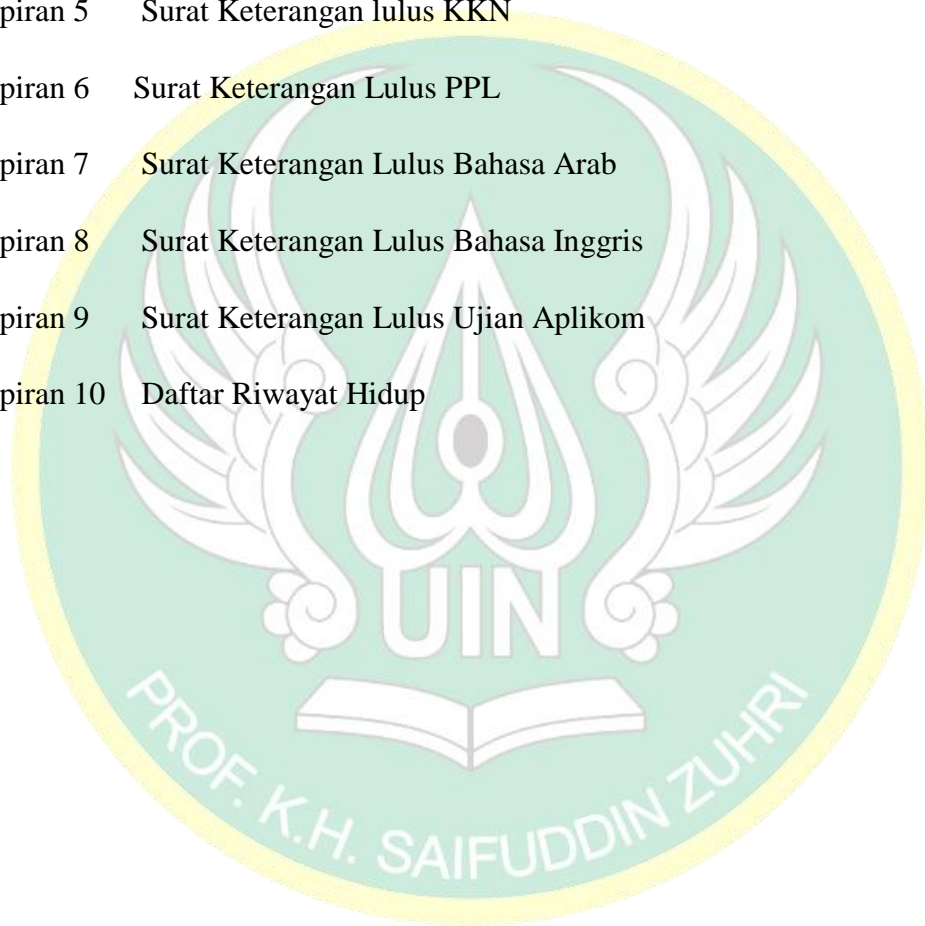 piran 5 Surat Keterangan lulus KKN
piran 6 Surat Keterangan Lulus PPL
piran 7 Surat Keterangan Lulus Bahasa Arab
piran 8 Surat Keterangan Lulus Bahasa Inggris
piran 9 Surat Keterangan Lulus Ujian Aplikom
piran 10 Daftar Riwayat Hidup
UIN
PROF. K.H. SAIFUDDIN ZUHRI